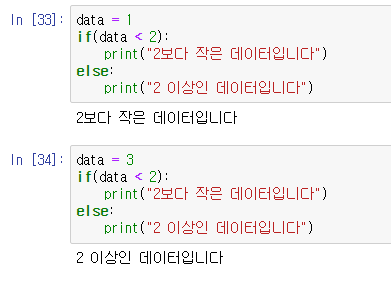 In [33]: data = 1
if(data < 2):
    print("2보다 작은 데이터입니다")
else:
    print("2 이상인 데이터입니다")
2보다 작은 데이터입니다
In [34]: data = 3
if(data < 2):
    print("2보다 작은 데이터입니다")
else:
    print("2 이상인 데이터입니다")
2 이상인 데이터입니다